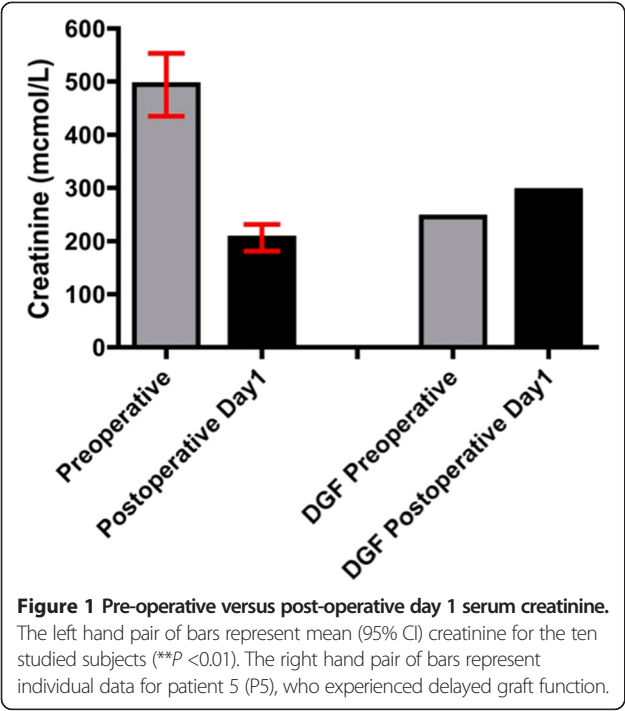 Creatinine (mcmol/L)
600
500
400
300
200
100
0
Preoperative
Postoperative Day1
DGF Preoperative
DGF Postoperative Day1
Figure 1 Pre-operative versus post-operative day 1 serum creatinine.
The left hand pair of bars represent mean (95% CI) creatinine for the ten
studied subjects (**P <0.01). The right hand pair of bars represent
individual data for patient 5 (P5), who experienced delayed graft function.